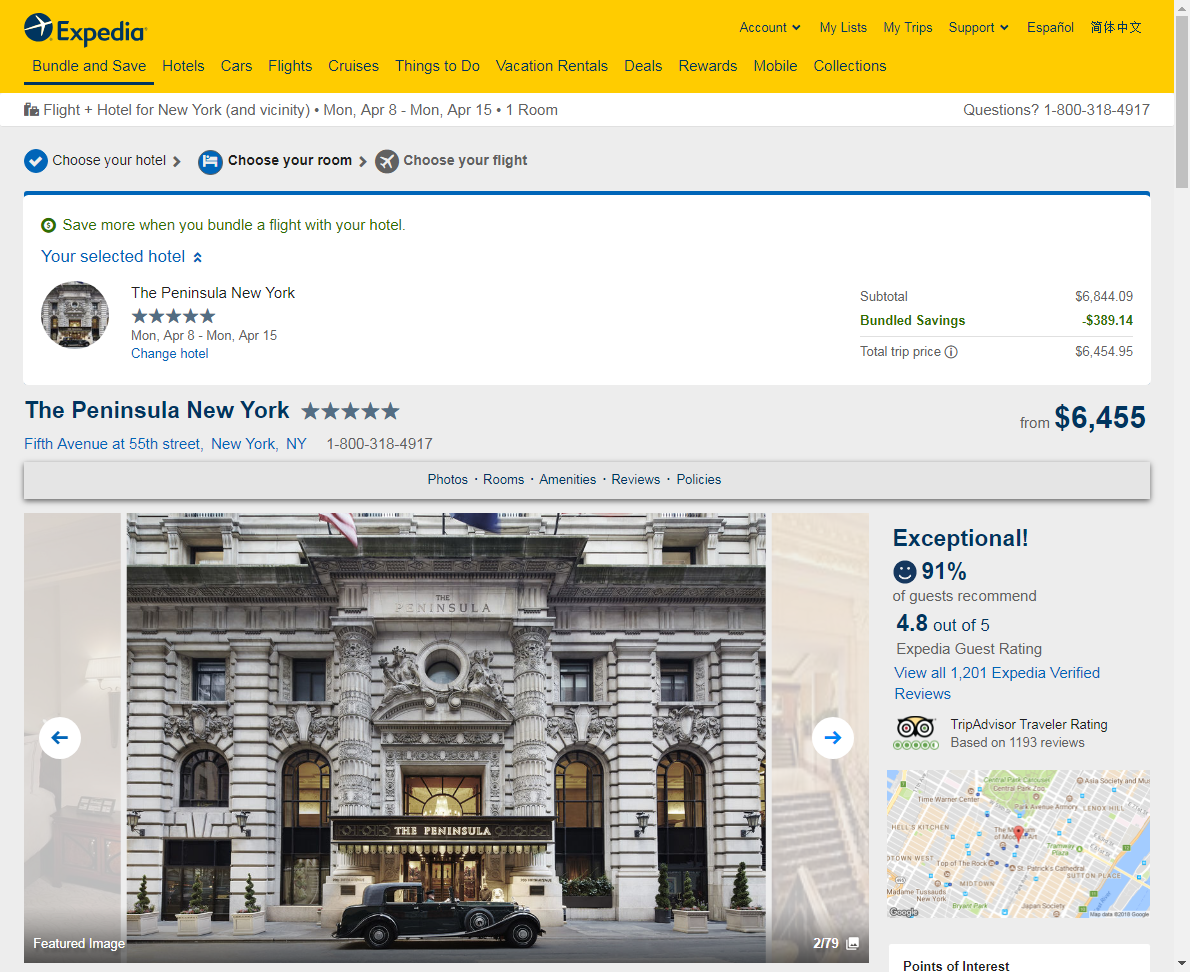 Expedia
Account My Lists My Trips Support Español 简体中文
Bundle and Save Hotels Cars Flights Cruises Things to Do Vacation Rentals Deals Rewards Mobile Collections
Flight + Hotel for New York (and vicinity) • Mon, Apr 8 - Mon, Apr 15 • 1 Room Questions? 1-800-318-4917
Choose your hotel Choose your room Choose your flight
Save more when you bundle a flight with your hotel.
Your selected hotel
The Peninsula New York
Mon, Apr 8 - Mon, Apr 15
Change hotel
Subtotal $6,844.09
Bundled Savings -$389.14
Total trip price $6,454.95
The Peninsula New York
from $6,455
Fifth Avenue at 55th street, New York, NY 1-800-318-4917
Photos · Rooms · Amenities · Reviews · Policies
THE
PENINSULA
THE PENINSULA
Featured Image
2/79
Exceptional!
91%
of guests recommend
4.8 out of 5
Expedia Guest Rating
View all 1,201 Expedia Verified
Reviews
TripAdvisor Traveler Rating
Based on 1193 reviews
Central Park Carousel
Asia Society and Mus
Central Park Zoo
Time Warner Center
Park Avenue Armory
LENOX HILL
HELL'S KITCHEN
The Museum
of Modern Art
Tramway
Plaza
TOWN WEST
Top of The Rock
St. Patrick's Cathedral
SUTTON PLACE
MIDTOWN
Madame Tussauds
New York
Bryant Park
Japan Society
Google
Map data ©2018 Google
Points of Interest